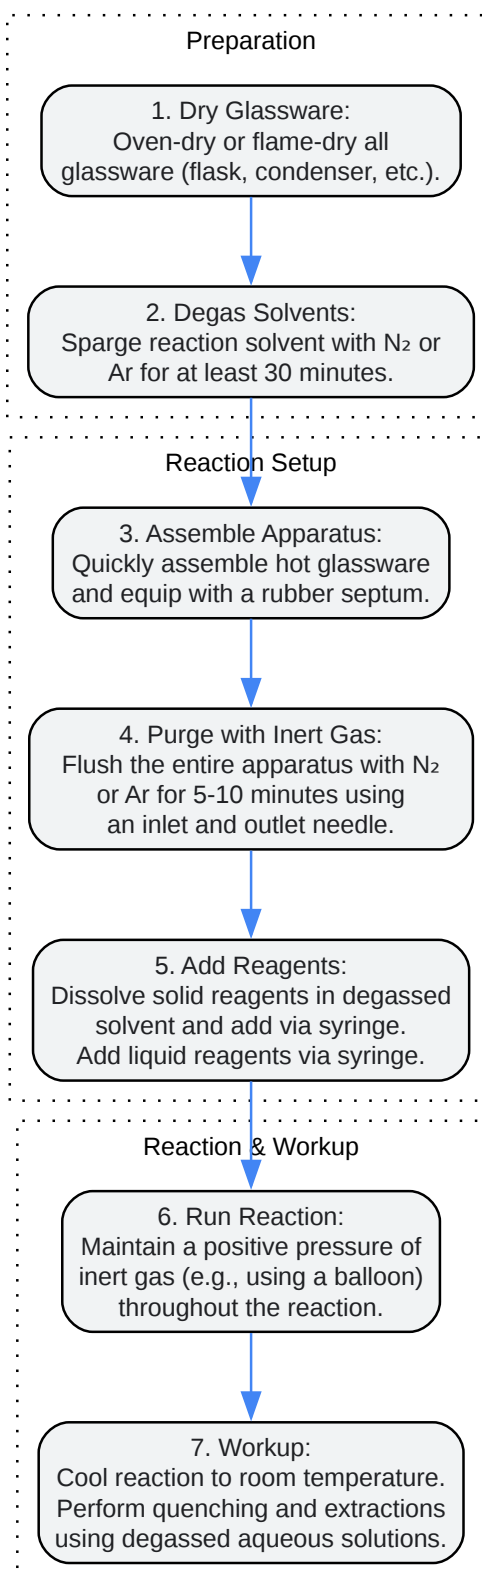 Preparation
1. Dry Glassware:
Oven-dry or flame-dry all
glassware (flask, condenser, etc.).
2. Degas Solvents:
Sparge reaction solvent with N₂ or
Ar for at least 30 minutes.
Reaction Setup
3. Assemble Apparatus:
Quickly assemble hot glassware
and equip with a rubber septum.
4. Purge with Inert Gas:
Flush the entire apparatus with N₂
or Ar for 5-10 minutes using
an inlet and outlet needle.
5. Add Reagents:
Dissolve solid reagents in degassed
solvent and add via syringe.
Add liquid reagents via syringe.
Reaction & Workup
6. Run Reaction:
Maintain a positive pressure of
inert gas (e.g., using a balloon)
throughout the reaction.
7. Workup:
Cool reaction to room temperature.
Perform quenching and extractions
using degassed aqueous solutions.